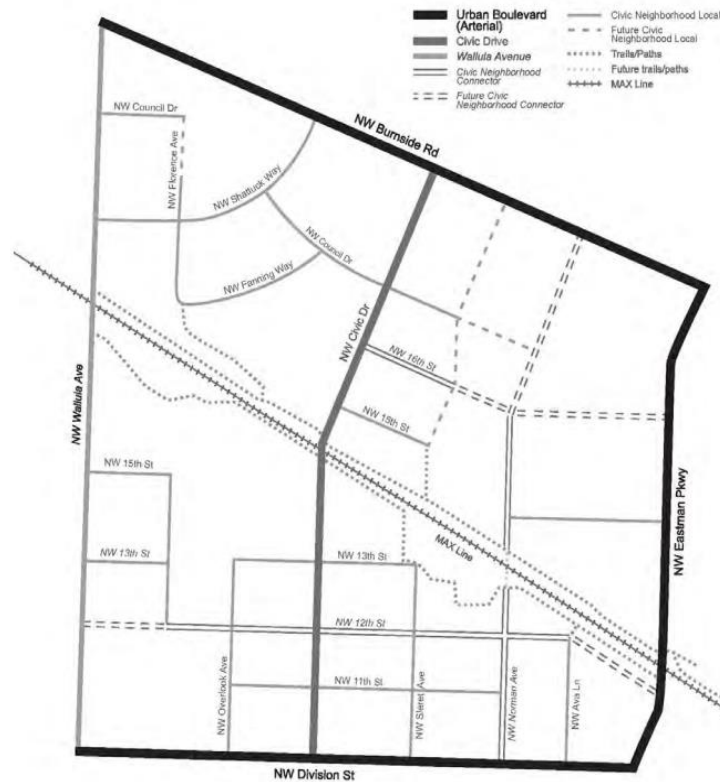 Urban Boulevard
(Arterial)
Civic Drive
Wallula Avenue
Civic Neighborhood
Connector
Future Civic
Neighborhood Connector
Civic Neighborhood Local
Future Civic
Neighborhood Local
Trails/Paths
Future trails/paths
MAX Line
NW Burnside Rd
NW Council Dr
NW Florence Ave
NW Shattuck Way
NW Council Dr
NW Fanning Way
NW Civic Dr
NW 16th St
NW Wallula Ave
NW 15th St
NW 15th St
NW Eastman Pkwy
MAX Line
NW 13th St
NW 13th St
NW 12th St
NW Overlook Ave
NW 11th St
NW Steret Ave
NW Norman Ave
NW Ava Ln
NW Division St